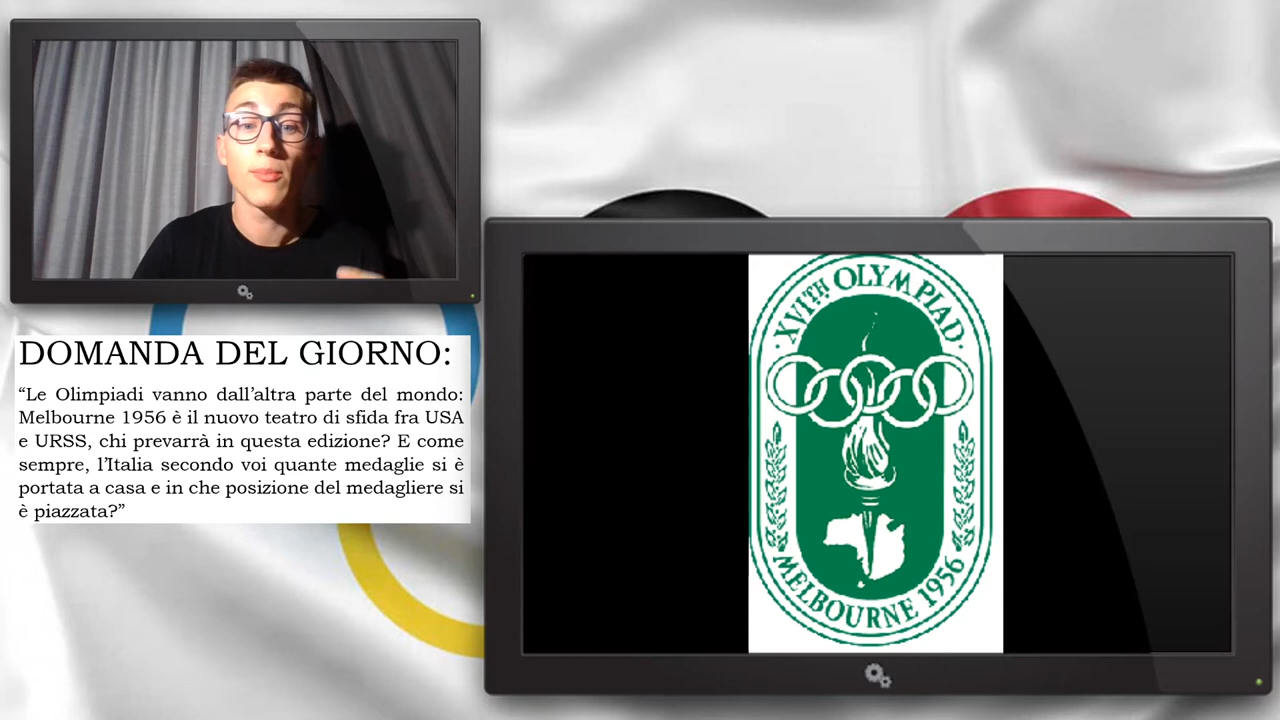 DOMANDA DEL GIORNO:
“Le Olimpiadi vanno dall’altra parte del mondo:
Melbourne 1956 è il nuovo teatro di sfida fra USA
e URSS, chi prevarrà in questa edizione? E come
sempre, l’Italia secondo voi quante medaglie si è
portata a casa e in che posizione del medagliere si
è piazzata?”
·XVITH OLYMPIAD·
MELBOURNE 1956